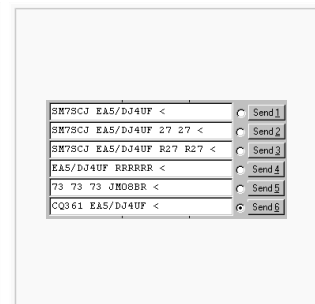 SM7SCJ EA5/DJ4UF < Send 1
SM7SCJ EA5/DJ4UF 27 27 < Send 2
SM7SCJ EA5/DJ4UF R27 R27 < Send 3
EA5/DJ4UF RRRRRR < Send 4
73 73 73 JM08BR < Send 5
CQ361 EA5/DJ4UF < Send 6